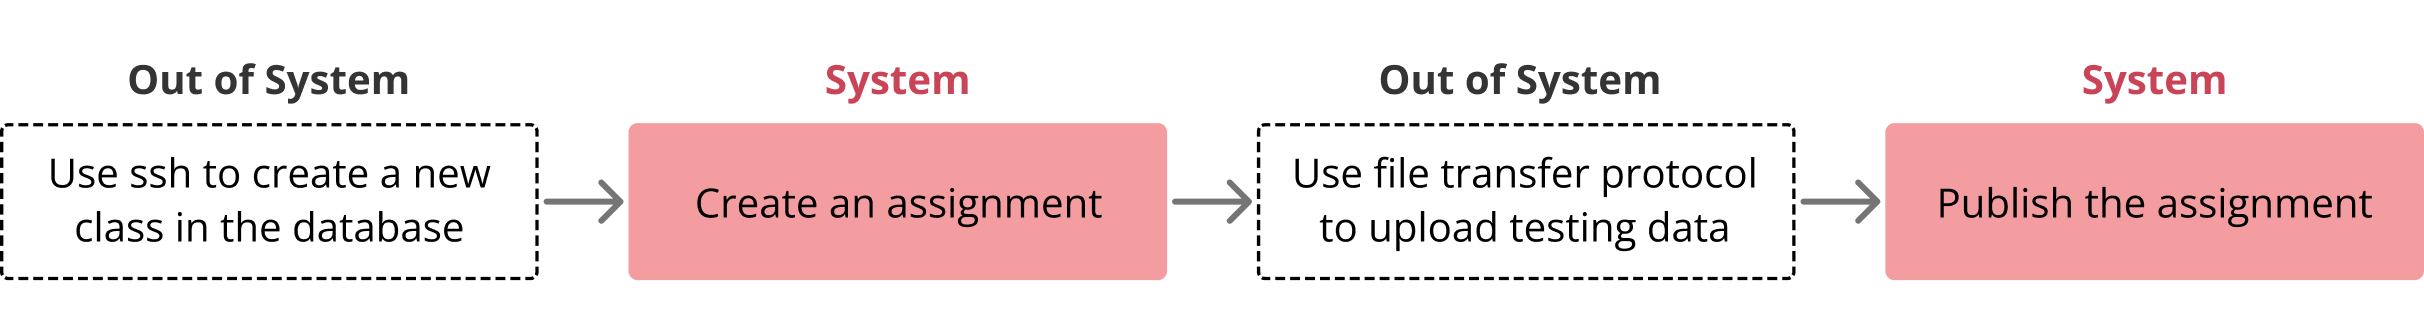 Out of System
Use ssh to create a new
class in the database
System
Create an assignment
Out of System
Use file transfer protocol
to upload testing data
System
Publish the assignment